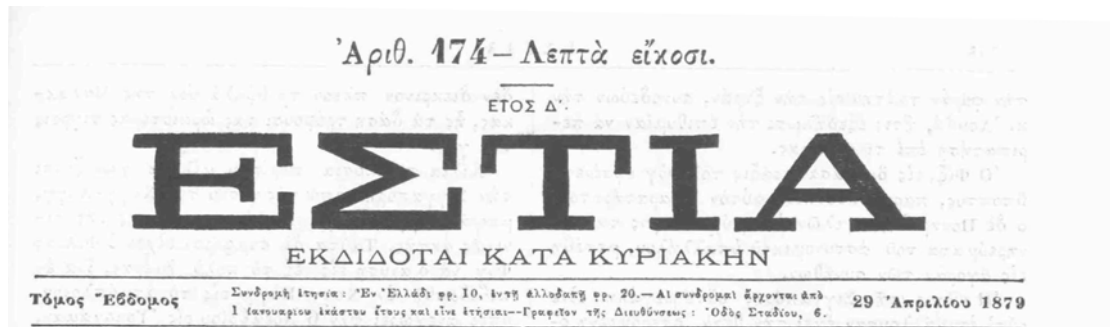 Ἀριθ. 174—Λεπτὰ εἴκοσι.
ΕΤΟΣ Δ΄.
ΕΣΤΙΑ
ΕΚΔΙΔΟΤΑΙ ΚΑΤΑ ΚΥΡΙΑΚΗΝ
Τόμος Ἕβδομος
Συνδρομὴ ἐτησία: Ἐν Ἑλλάδι φρ. 10, ἐν τῇ ἀλλοδαπῇ φρ. 20.—Αἱ συνδρομαὶ ἄρχονται ἀπὸ
1 ἰανουαρίου ἑκάστου ἔτους καὶ εἶνε ἐτήσιαι—Γραφεῖον τῆς Διευθύνσεως: Ὁδὸς Σταδίου, 6.
29 Ἀπριλίου 1879